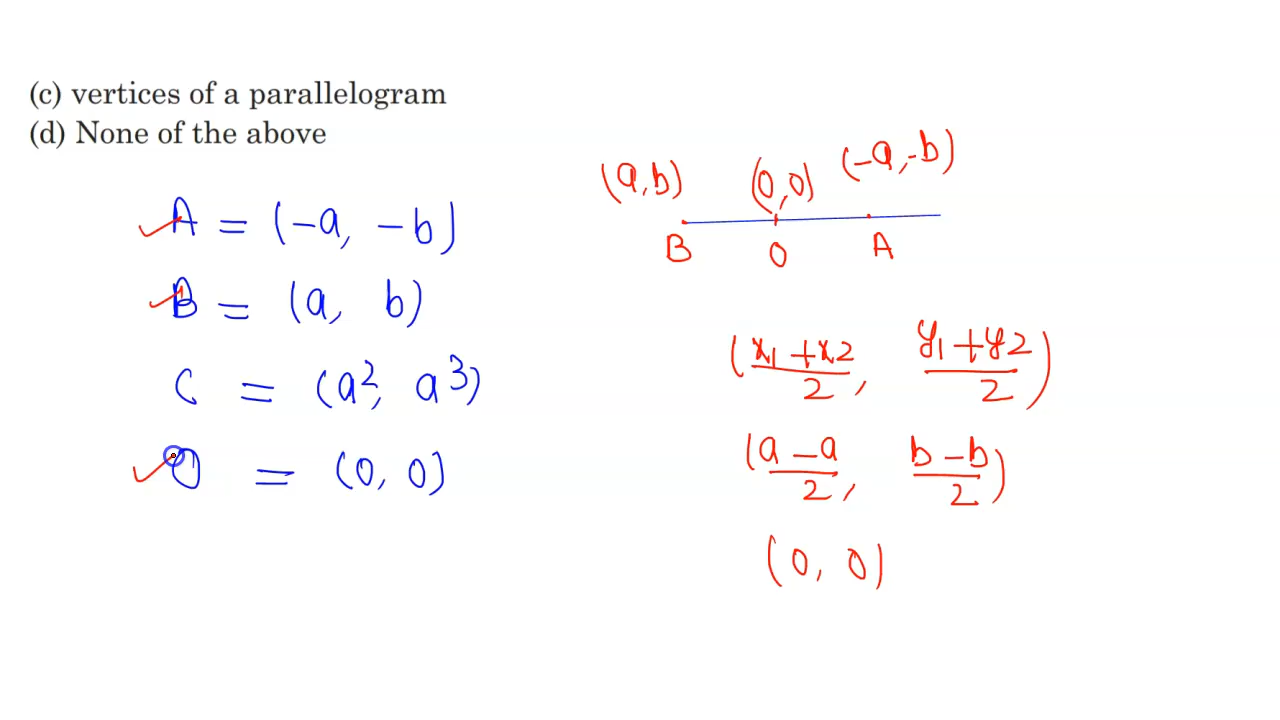 (c) vertices of a parallelogram
(d) None of the above
A = (-a, -b)
B = (a, b)
C = (a², a³)
O = (0, 0)
(a,b) (0,0) (-a,-b)
B O A
(x₁+x2/2, y₁+y2/2)
(a-a/2, b-b/2)
(0, 0)